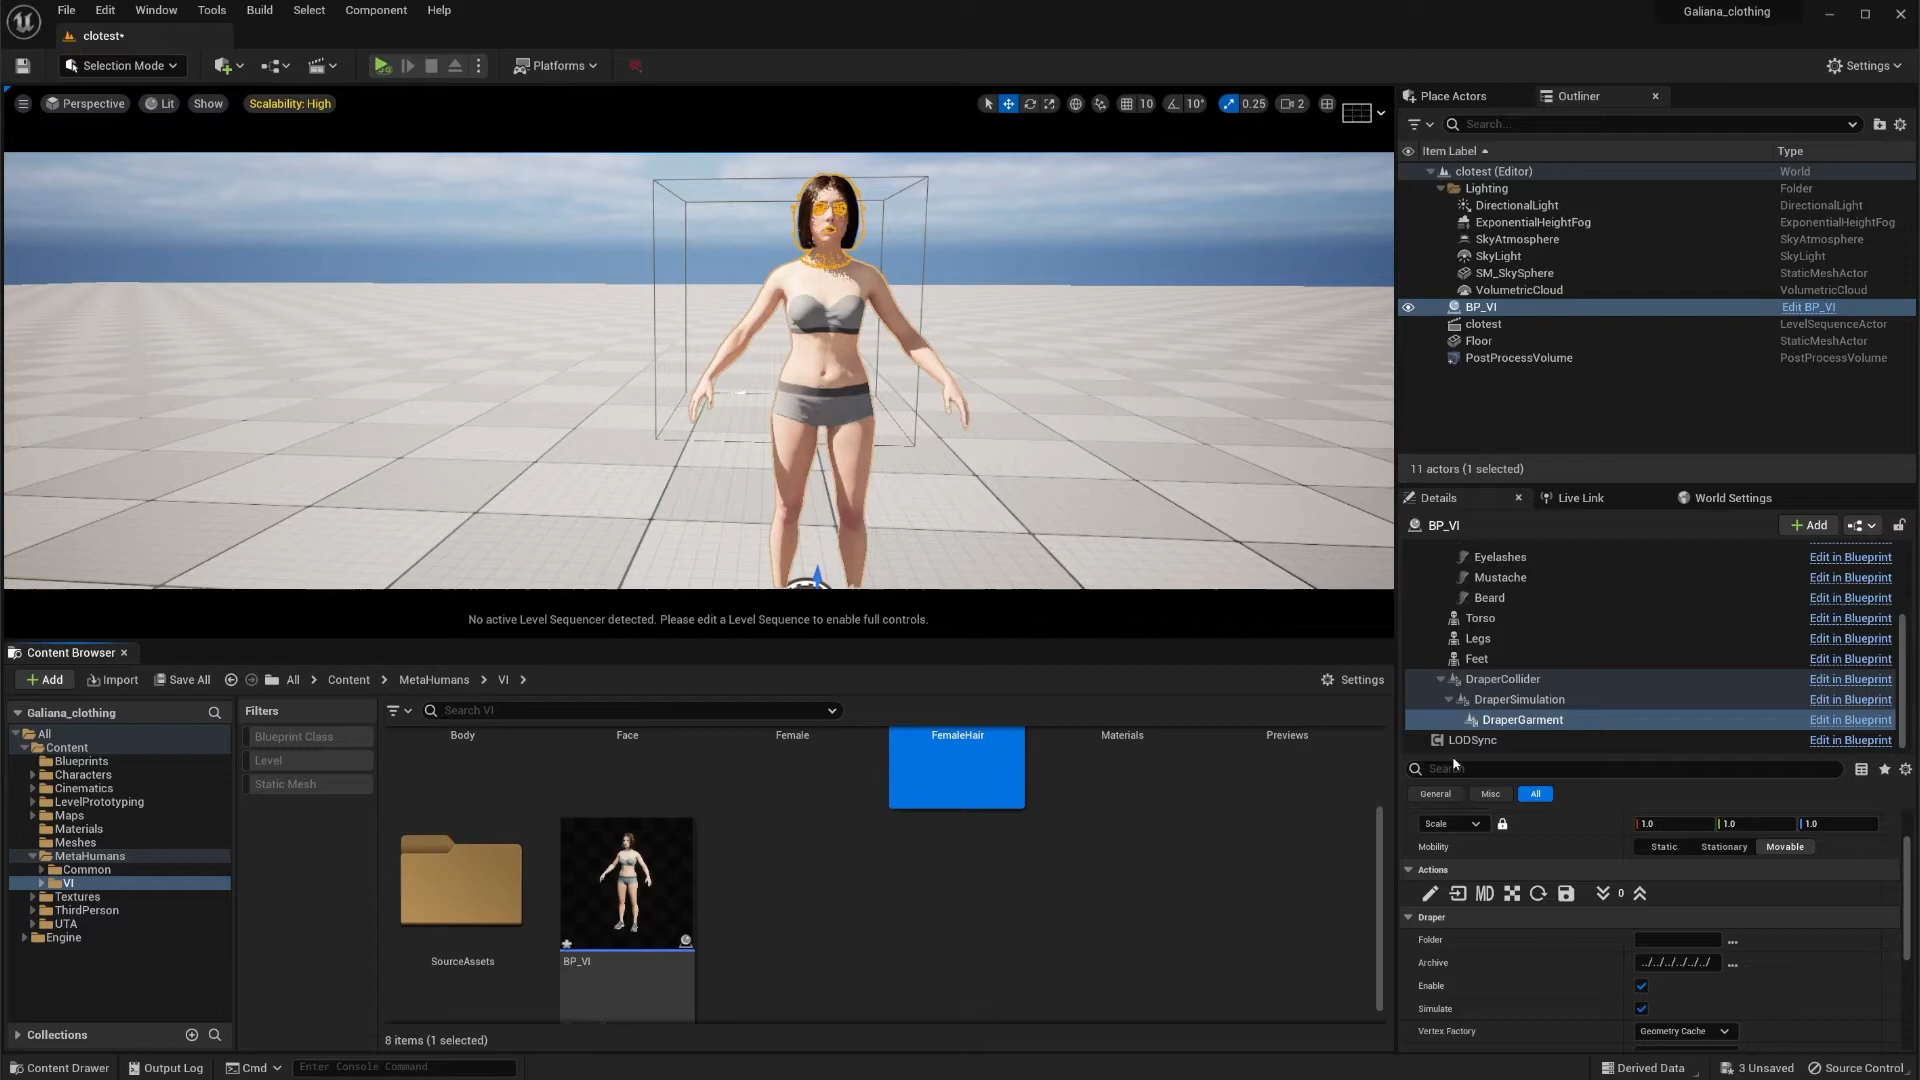 File Edit Window Tools Build Select Component Help
Galiana_clothing
clotest•
Selection Mode
Platforms
Settings
Perspective Lit Show Scalability: High
10 10° 0.25 2
No active Level Sequencer detected. Please edit a Level Sequence to enable full controls.
Place Actors Outliner
Search...
Item Label Type
clotest (Editor) World
Lighting Folder
DirectionalLight DirectionalLight
ExponentialHeightFog ExponentialHeightFog
SkyAtmosphere SkyAtmosphere
SkyLight SkyLight
SM_SkySphere StaticMeshActor
VolumetricCloud VolumetricCloud
BP_VI Edit BP_VI
clotest LevelSequenceActor
Floor StaticMeshActor
PostProcessVolume PostProcessVolume
11 actors (1 selected)
Details Live Link World Settings
BP_VI Add
Eyelashes Edit in Blueprint
Mustache Edit in Blueprint
Beard Edit in Blueprint
Torso Edit in Blueprint
Legs Edit in Blueprint
Feet Edit in Blueprint
DraperCollider Edit in Blueprint
DraperSimulation Edit in Blueprint
DraperGarment Edit in Blueprint
LODSync Edit in Blueprint
Search
General Misc All
Scale 1.0 1.0 1.0
Mobility Static Stationary Movable
Actions
MD 0
Draper
Folder ...
Archive ../../../../../../ ...
Enable
Simulate
Vertex Factory Geometry Cache
Content Browser
Add Import Save All All Content MetaHumans VI Settings
Galiana_clothing
All
Content
Blueprints
Characters
Cinematics
LevelPrototyping
Maps
Materials
Meshes
MetaHumans
Common
VI
Textures
ThirdPerson
UTA
Engine
Collections
Filters
Blueprint Class
Level
Static Mesh
Search VI
Body Face Female FemaleHair Materials Previews
SourceAssets BP_VI
8 items (1 selected)
Content Drawer Output Log Cmd Enter Console Command Derived Data 3 Unsaved Source Control